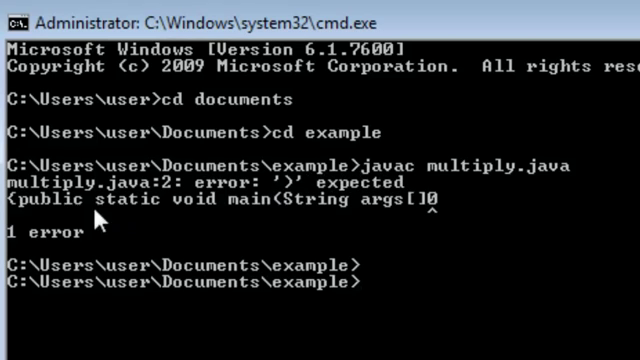 Administrator: C:\Windows\system32\cmd.exe
Microsoft Windows [Version 6.1.7600]
Copyright (c) 2009 Microsoft Corporation.  All rights rese
C:\Users\user>cd documents
C:\Users\user\Documents>cd example
C:\Users\user\Documents\example>javac multiply.java
multiply.java:2: error: ')' expected
{public static void main(String args[]0
^
1 error
C:\Users\user\Documents\example>
C:\Users\user\Documents\example>